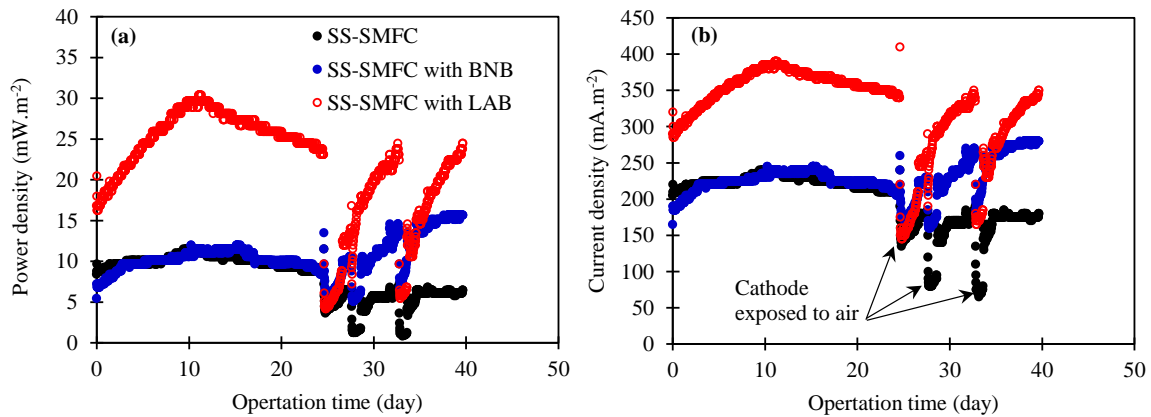 (a)
SS-SMFC
SS-SMFC with BNB
SS-SMFC with LAB
Power density (mW.m⁻²)
40
35
30
25
20
15
10
5
0
0 10 20 30 40 50
Opertation time (day)
(b)
Current density (mA.m⁻²)
450
400
350
300
250
200
150
100
50
0
Cathode
exposed to air
0 10 20 30 40 50
Opertation time (day)